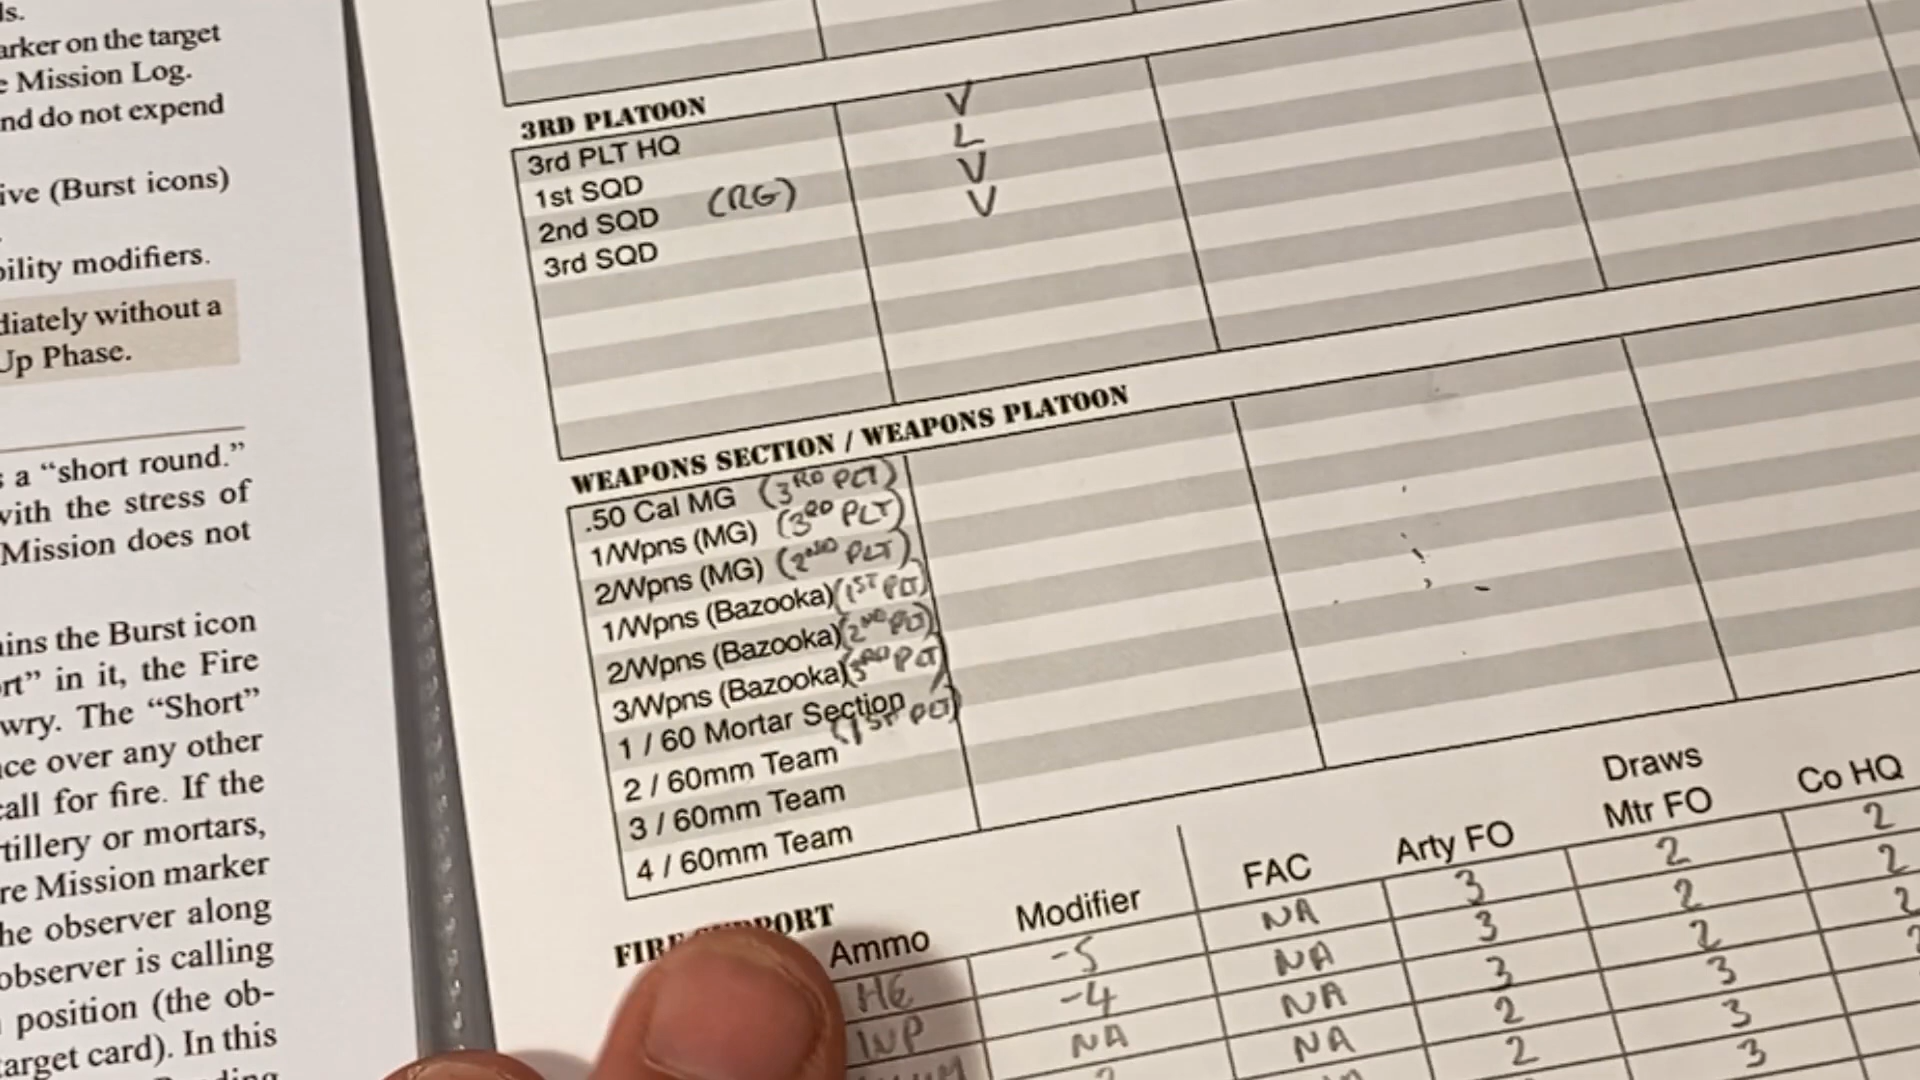 ls.
arker on the target
e Mission Log.
nd do not expend
ive (Burst icons)
bility modifiers.
diately without a
Up Phase.
s a “short round.”
with the stress of
Mission does not
ains the Burst icon
rt” in it, the Fire
wry. The “Short”
ce over any other
call for fire. If the
tillery or mortars,
re Mission marker
he observer along
observer is calling
position (the ob-
target card). In this
3RD PLATOON
3rd PLT HQ V
1st SQD L
2nd SQD (RG) V
3rd SQD V
WEAPONS SECTION / WEAPONS PLATOON
.50 Cal MG (3RD PLT)
1/Wpns (MG) (3RD PLT)
2/Wpns (MG) (2ND PLT)
1/Wpns (Bazooka) (1ST PLT)
2/Wpns (Bazooka) (2ND PLT)
3/Wpns (Bazooka) (3RD PLT)
1 / 60 Mortar Section (1ST PLT)
2 / 60mm Team
3 / 60mm Team
4 / 60mm Team
Draws
FIRE SUPPORT Ammo Modifier FAC Arty FO Mtr FO Co HQ
HE -5 NA 3 2 2
WP -4 NA 3 2 2
NA NA 3 2 2
NA 2 3
2 3